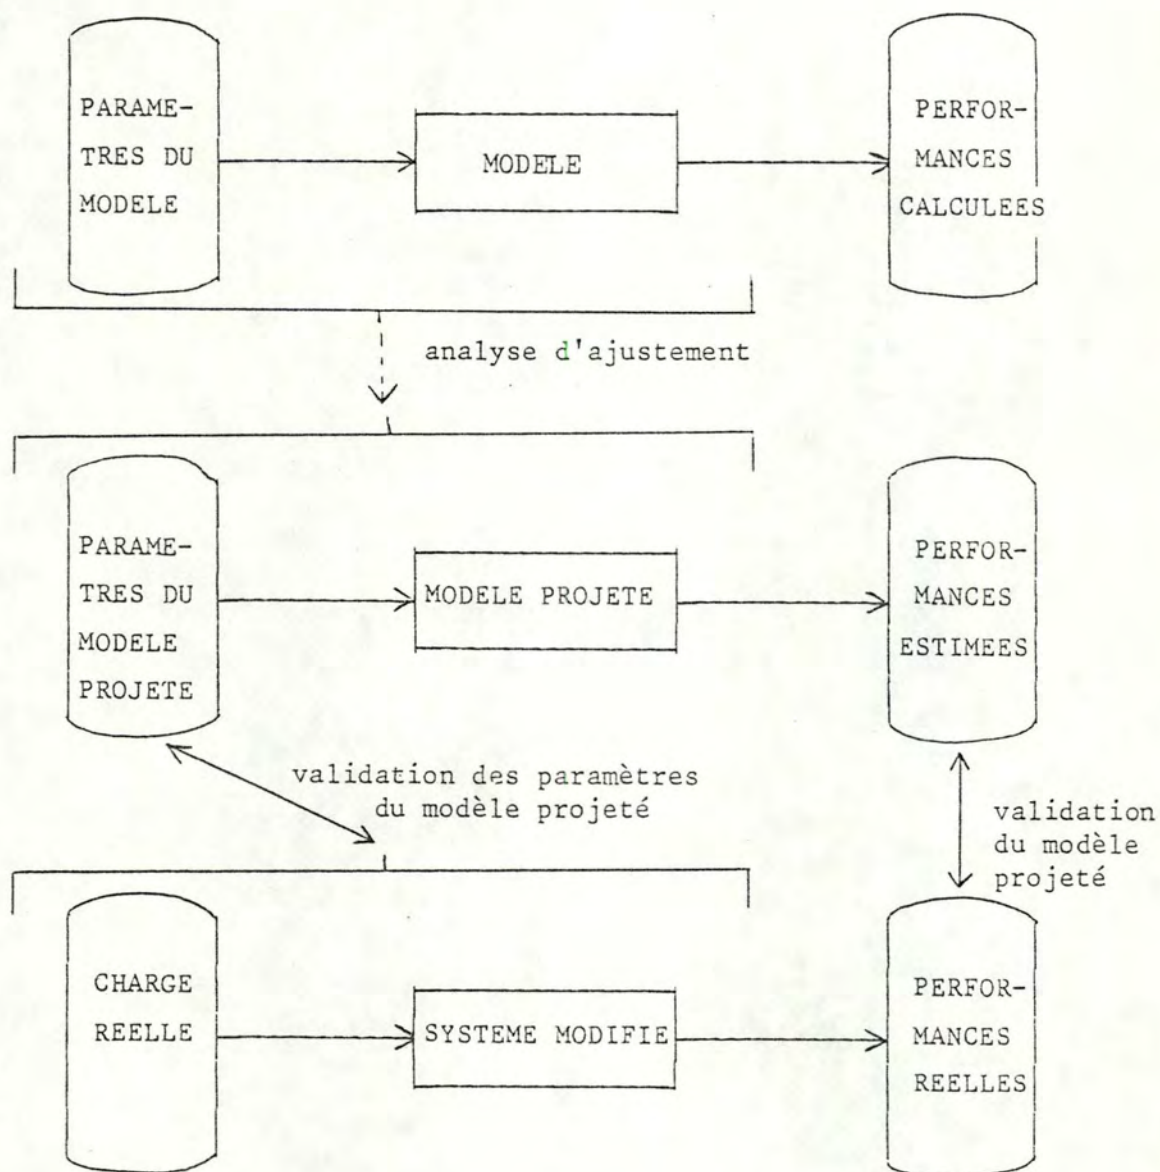 PARAME-
TRES DU
MODELE
MODELE
PERFOR-
MANCES
CALCULEES
analyse d'ajustement
PARAME-
TRES DU
MODELE
PROJETE
MODELE PROJETE
PERFOR-
MANCES
ESTIMEES
validation des paramètres
du modèle projeté
validation
du modèle
projeté
CHARGE
REELLE
SYSTEME MODIFIE
PERFOR-
MANCES
REELLES